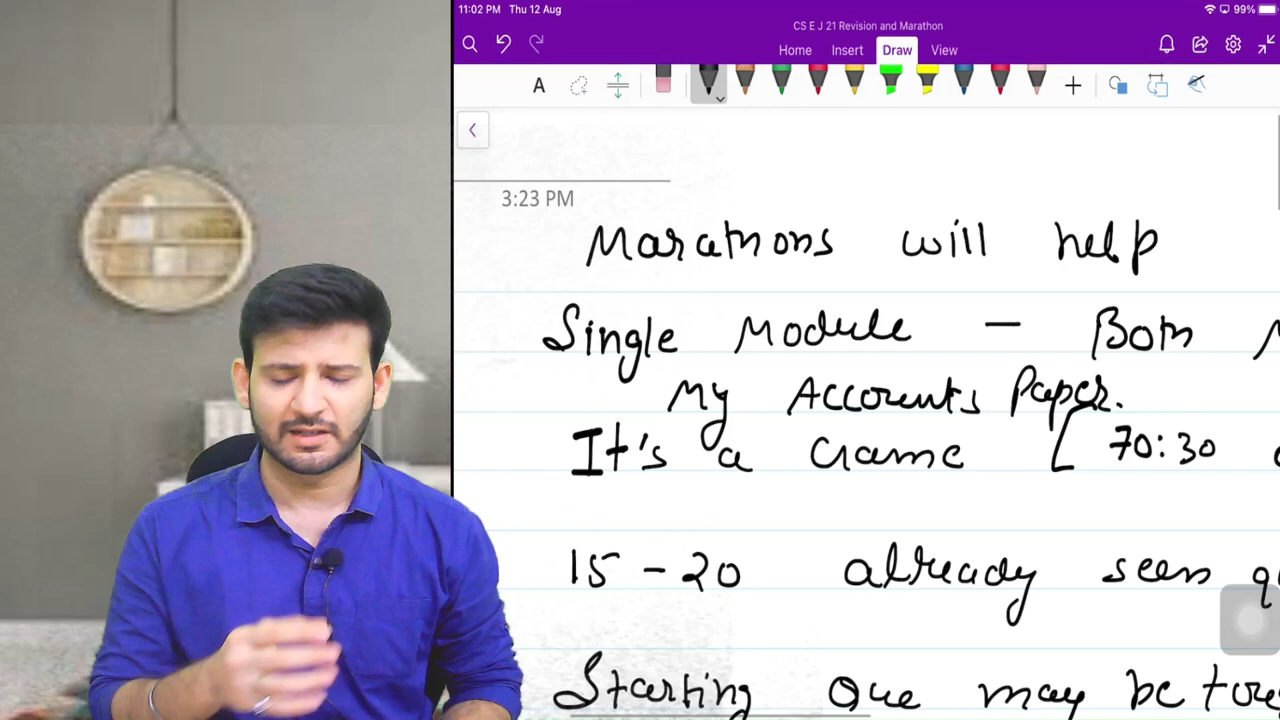 11:02 PM Thu 12 Aug
99%
CS E J 21 Revision and Marathon
Home Insert Draw View
A
3:23 PM
Marathons will help
Single Module - Both
My Accounts Paper.
It's a Game [ 70:30
15 - 20 already seen q
Starting Que may be